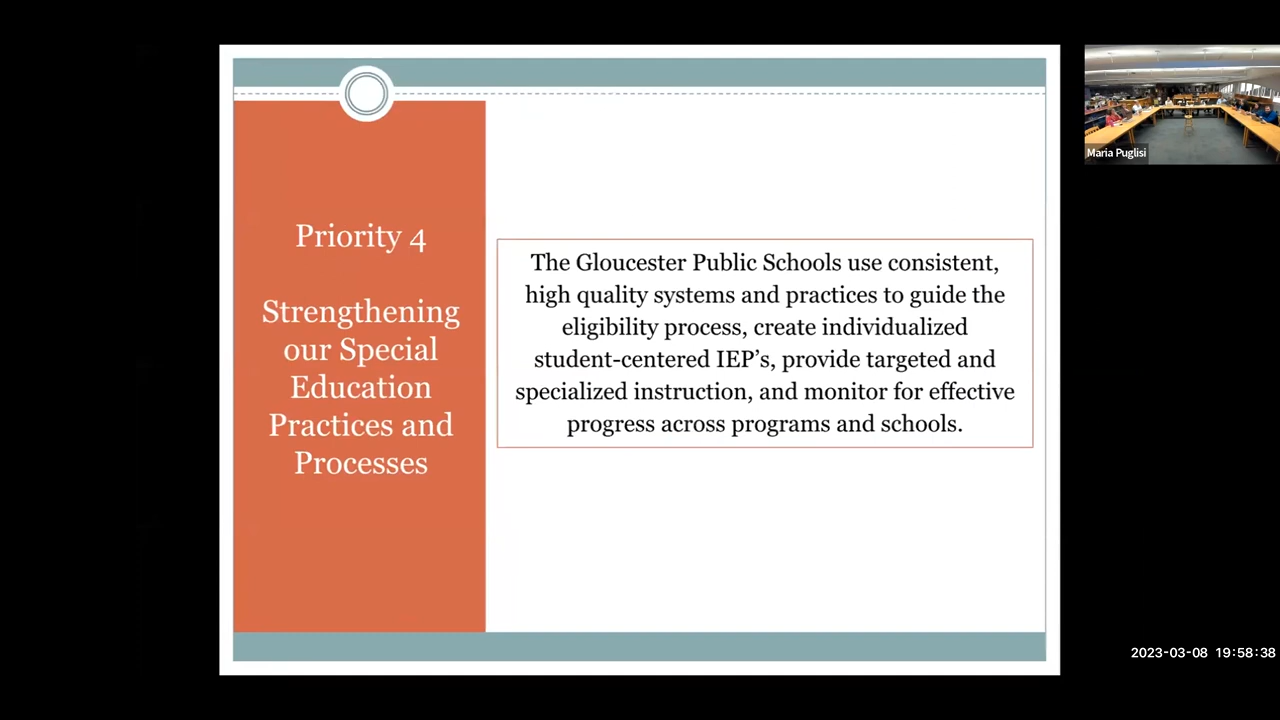 Priority 4
Strengthening
our Special
Education
Practices and
Processes
The Gloucester Public Schools use consistent,
high quality systems and practices to guide the
eligibility process, create individualized
student-centered IEP’s, provide targeted and
specialized instruction, and monitor for effective
progress across programs and schools.
Maria Puglisi
2023-03-08 19:58:38